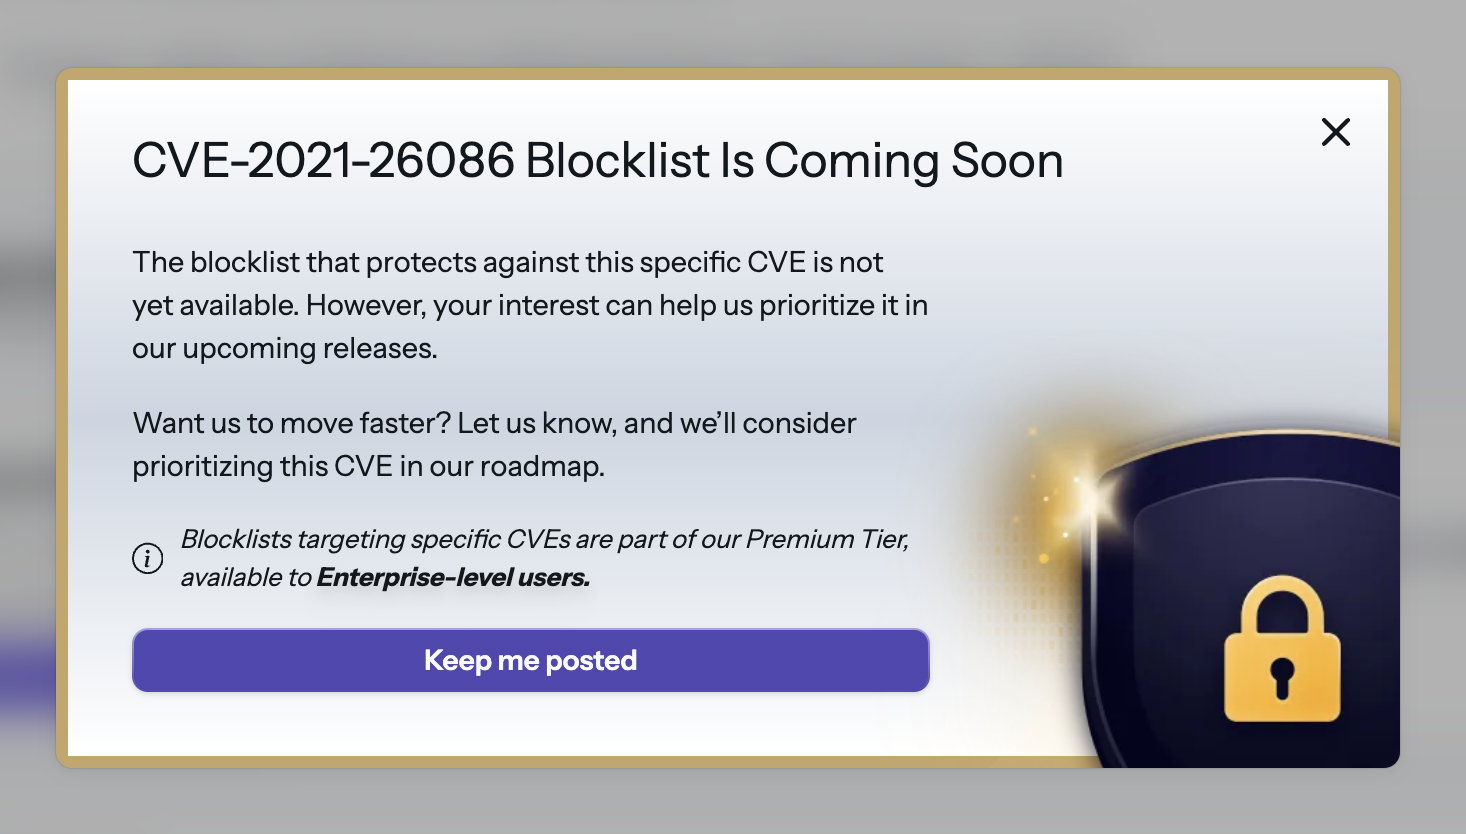 CVE-2021-26086 Blocklist Is Coming Soon
The blocklist that protects against this specific CVE is not
yet available. However, your interest can help us prioritize it in
our upcoming releases.
Want us to move faster? Let us know, and we’ll consider
prioritizing this CVE in our roadmap.
Blocklists targeting specific CVEs are part of our Premium Tier,
available to Enterprise-level users.
Keep me posted